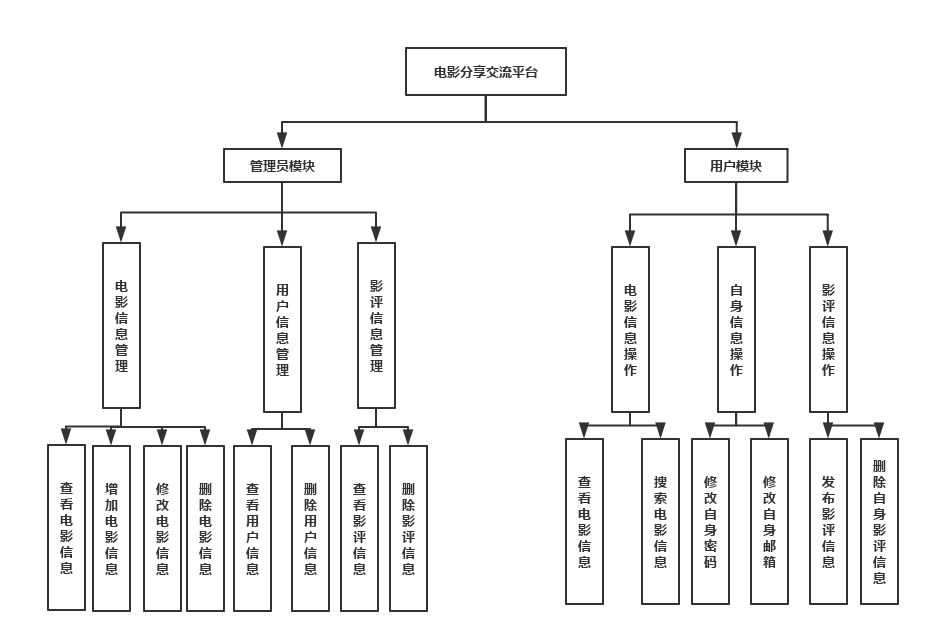 电影分享交流平台
管理员模块
用户模块
电影信息管理
用户信息管理
影评信息管理
电影信息操作
自身信息操作
影评信息操作
查看电影信息
增加电影信息
修改电影信息
删除电影信息
查看用户信息
删除用户信息
查看影评信息
删除影评信息
查看电影信息
搜索电影信息
修改自身密码
修改自身邮箱
发布影评信息
删除自身影评信息